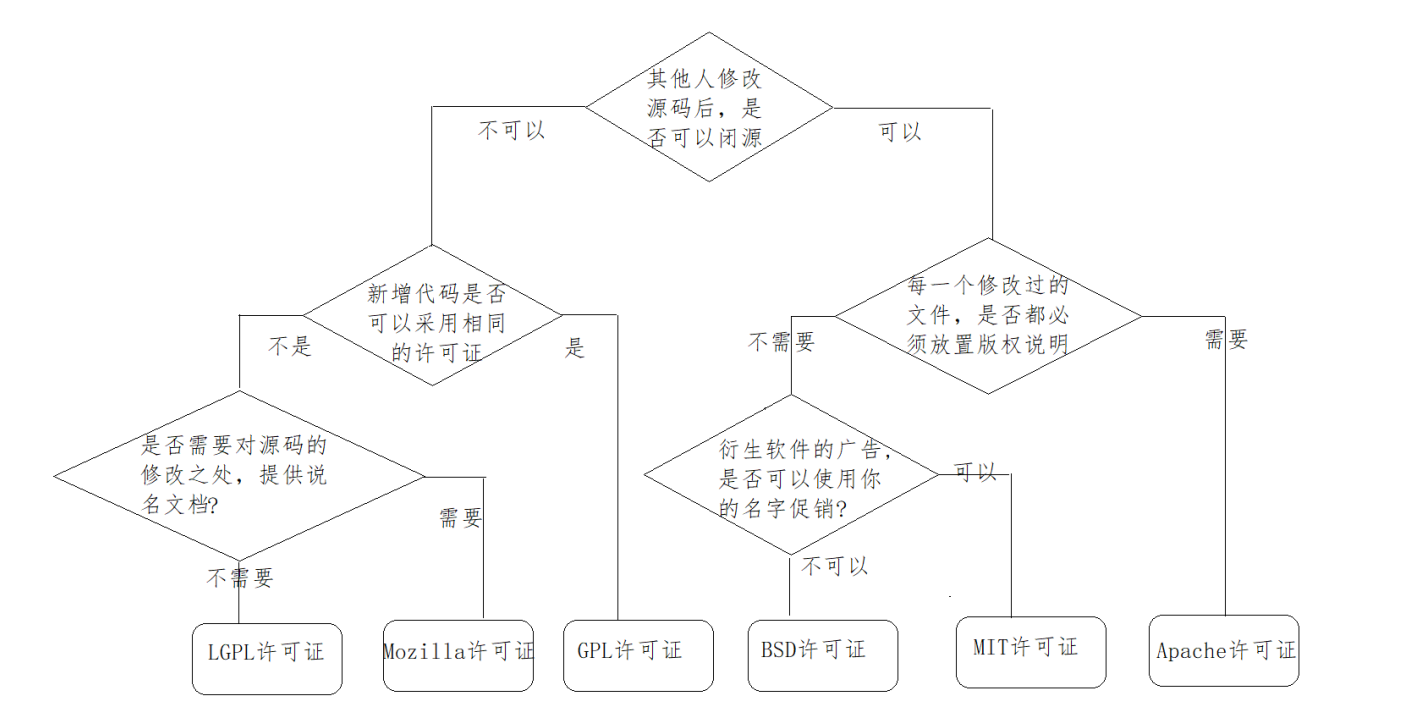 其他人修改
源码后，是
否可以闭源
不可以
可以
新增代码是否
可以采用相同
的许可证
不是
是
每一个修改过的
文件，是否都必
须放置版权说明
不需要
需要
是否需要对源码的
修改之处，提供说
名文档?
需要
不需要
衍生软件的广告，
是否可以使用你
的名字促销?
可以
不可以
LGPL许可证
Mozilla许可证
GPL许可证
BSD许可证
MIT许可证
Apache许可证